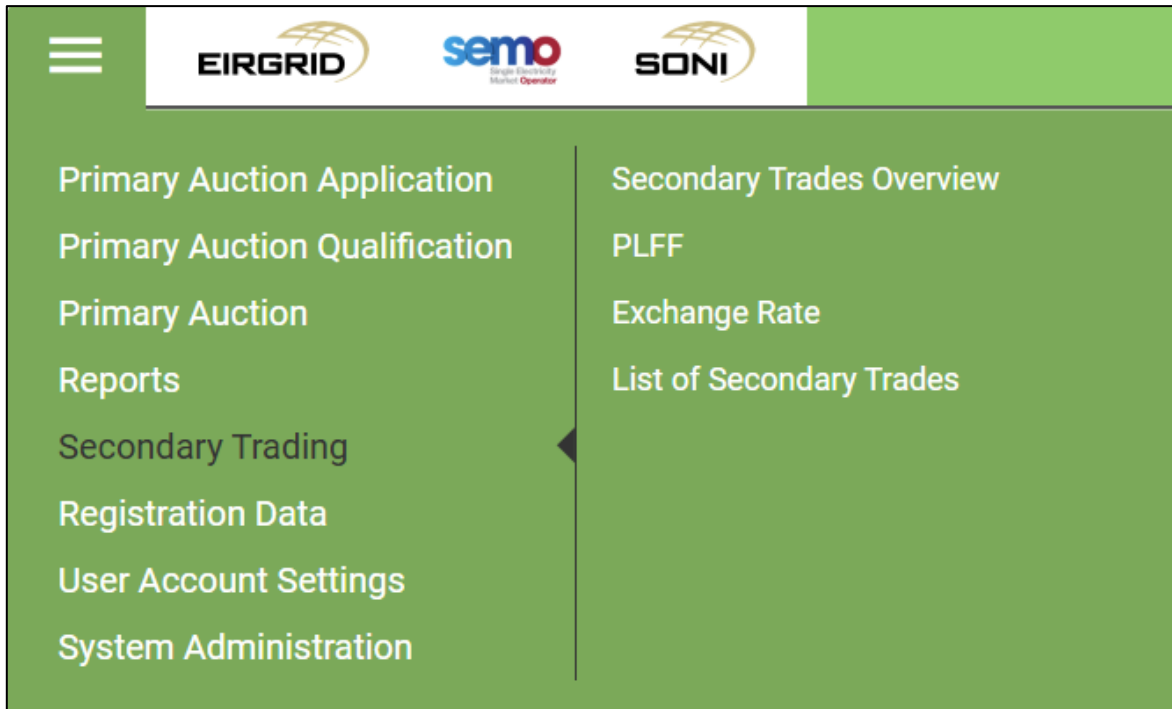 EIRGRID
semo
Single Electricity
Market Operator
SONI
Primary Auction Application
Primary Auction Qualification
Primary Auction
Reports
Secondary Trading
Registration Data
User Account Settings
System Administration
Secondary Trades Overview
PLFF
Exchange Rate
List of Secondary Trades